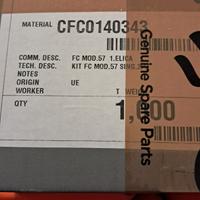 MATERIAL CFC0140343
COMM. DESC. FC MOD.57 1.ELICA
TECH. DESC. KIT FC MOD.57 SING.
NOTES
ORIGIN UE
WORKER T WEI
QTY 1,000
Genuine Spare Parts